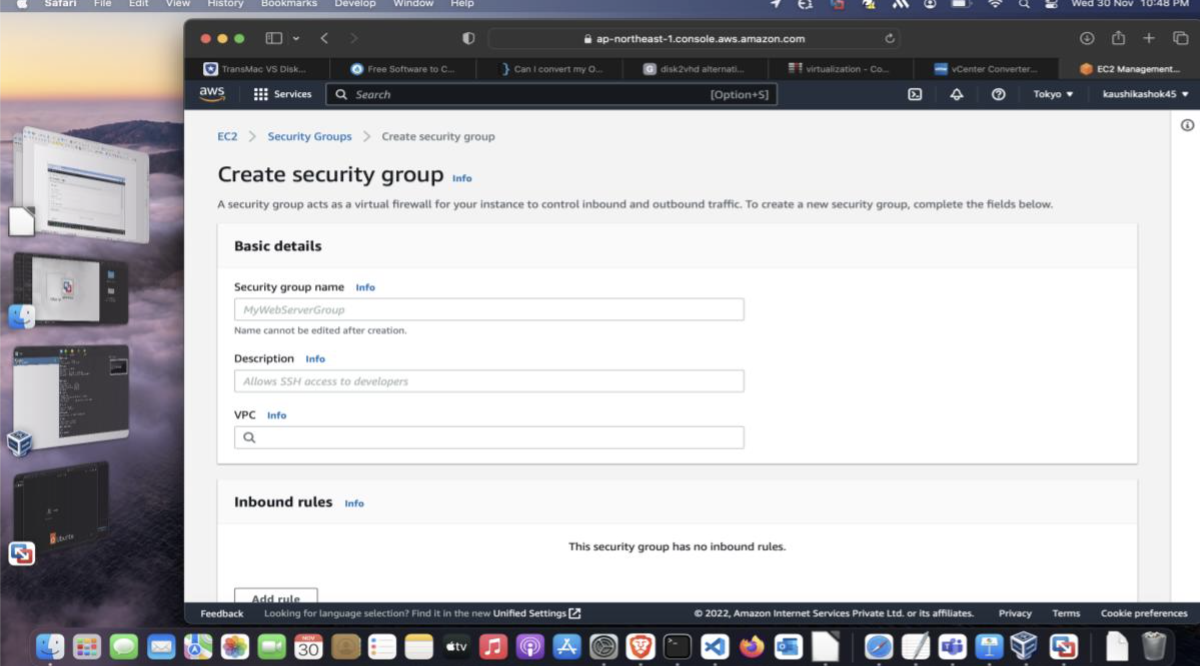 Safari File Edit View History Bookmarks Develop Window Help Wed 30 Nov 10:48 PM
ap-northeast-1.console.aws.amazon.com
TransMac VS Disk... Free Software to C... Can I convert my O... disk2vhd alternati... virtualization - Co... vCenter Converter... EC2 Management...
aws Services Search [Option+S] Tokyo kaushikashok45
EC2 > Security Groups > Create security group
Create security group Info
A security group acts as a virtual firewall for your instance to control inbound and outbound traffic. To create a new security group, complete the fields below.
Basic details
Security group name Info
MyWebServerGroup
Name cannot be edited after creation.
Description Info
Allows SSH access to developers
VPC Info
Inbound rules Info
This security group has no inbound rules.
Add rule
Feedback Looking for language selection? Find it in the new Unified Settings © 2022, Amazon Internet Services Private Ltd. or its affiliates. Privacy Terms Cookie preferences
NOV
30
tv